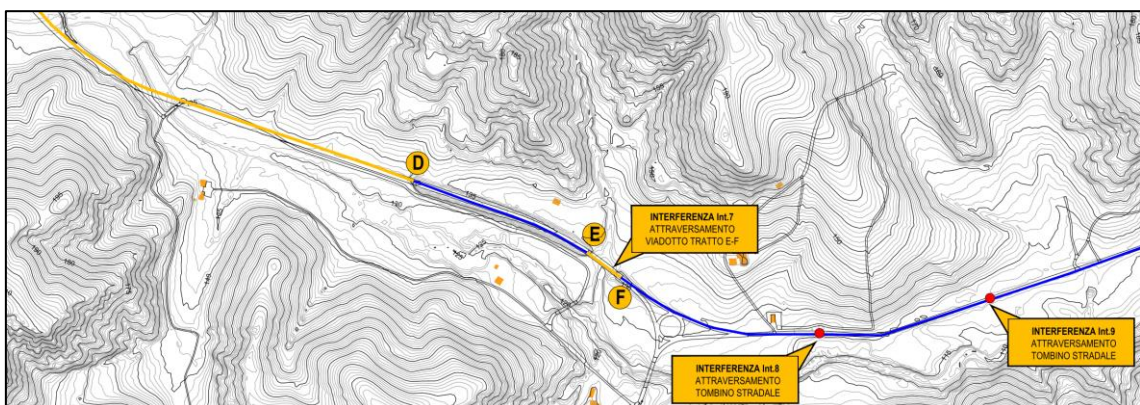 D
E
F
INTERFERENZA Int.7
ATTRAVERSAMENTO
VIADOTTO TRATTO E-F
INTERFERENZA Int.8
ATTRAVERSAMENTO
TOMBINO STRADALE
INTERFERENZA Int.9
ATTRAVERSAMENTO
TOMBINO STRADALE